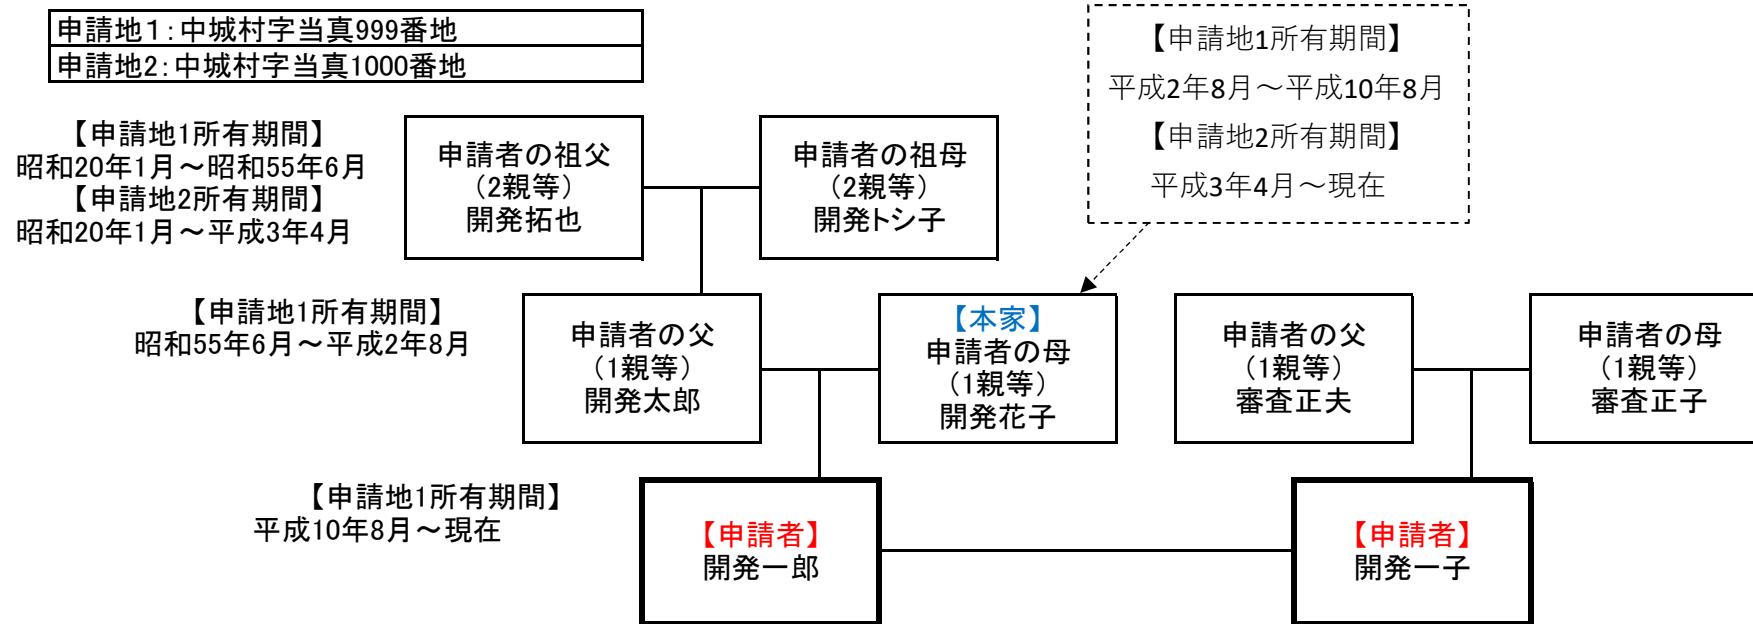 申請地1：中城村字当真999番地
申請地2：中城村字当真1000番地
【申請地1所有期間】
平成2年8月～平成10年8月
【申請地2所有期間】
平成3年4月～現在
【申請地1所有期間】
昭和20年1月～昭和55年6月
【申請地2所有期間】
昭和20年1月～平成3年4月
申請者の祖父
（2親等）
開発拓也
申請者の祖母
（2親等）
開発トシ子
【申請地1所有期間】
昭和55年6月～平成2年8月
申請者の父
（1親等）
開発太郎
【本家】
申請者の母
（1親等）
開発花子
申請者の父
（1親等）
審査正夫
申請者の母
（1親等）
審査正子
【申請地1所有期間】
平成10年8月～現在
【申請者】
開発一郎
【申請者】
開発一子